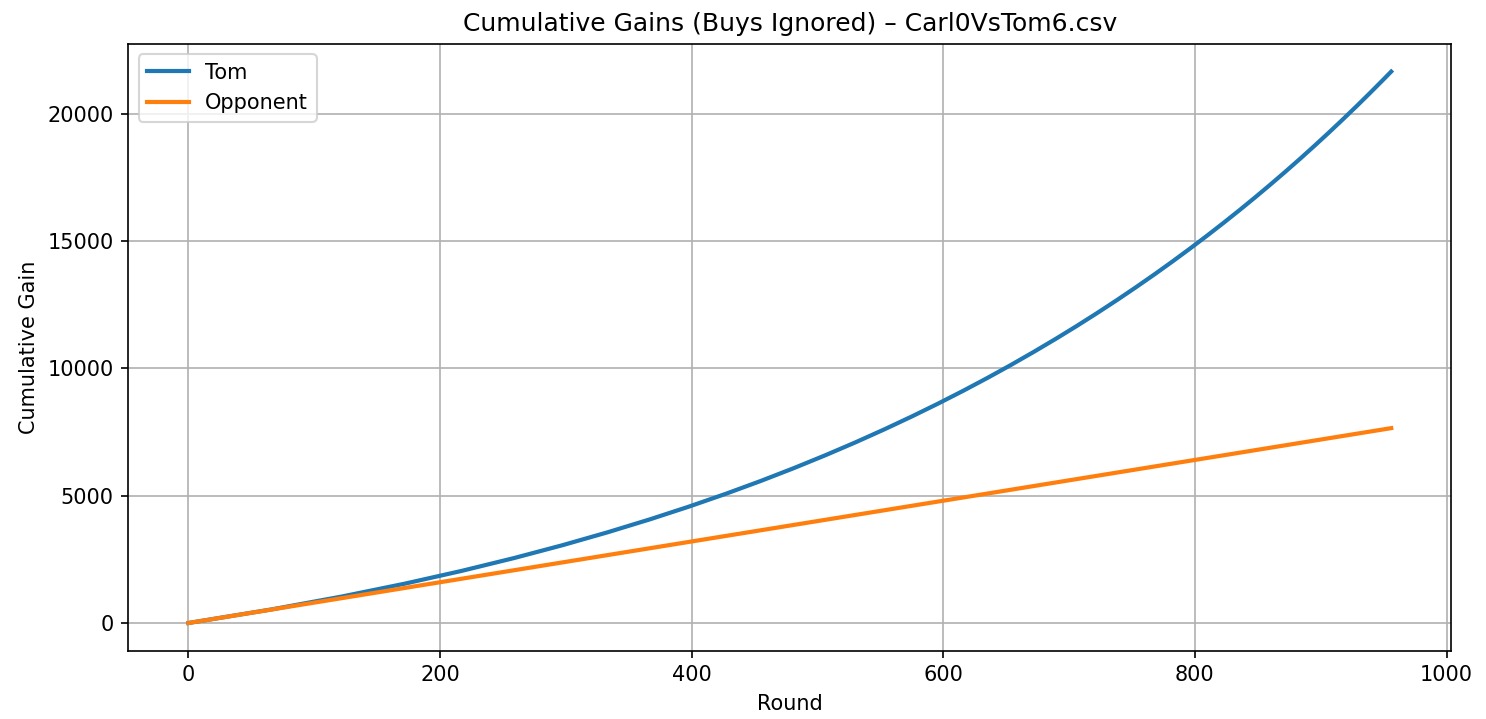 Cumulative Gains (Buys Ignored) – Carl0VsTom6.csv
Tom
Opponent
20000
15000
10000
5000
0
Cumulative Gain
0 200 400 600 800 1000
Round